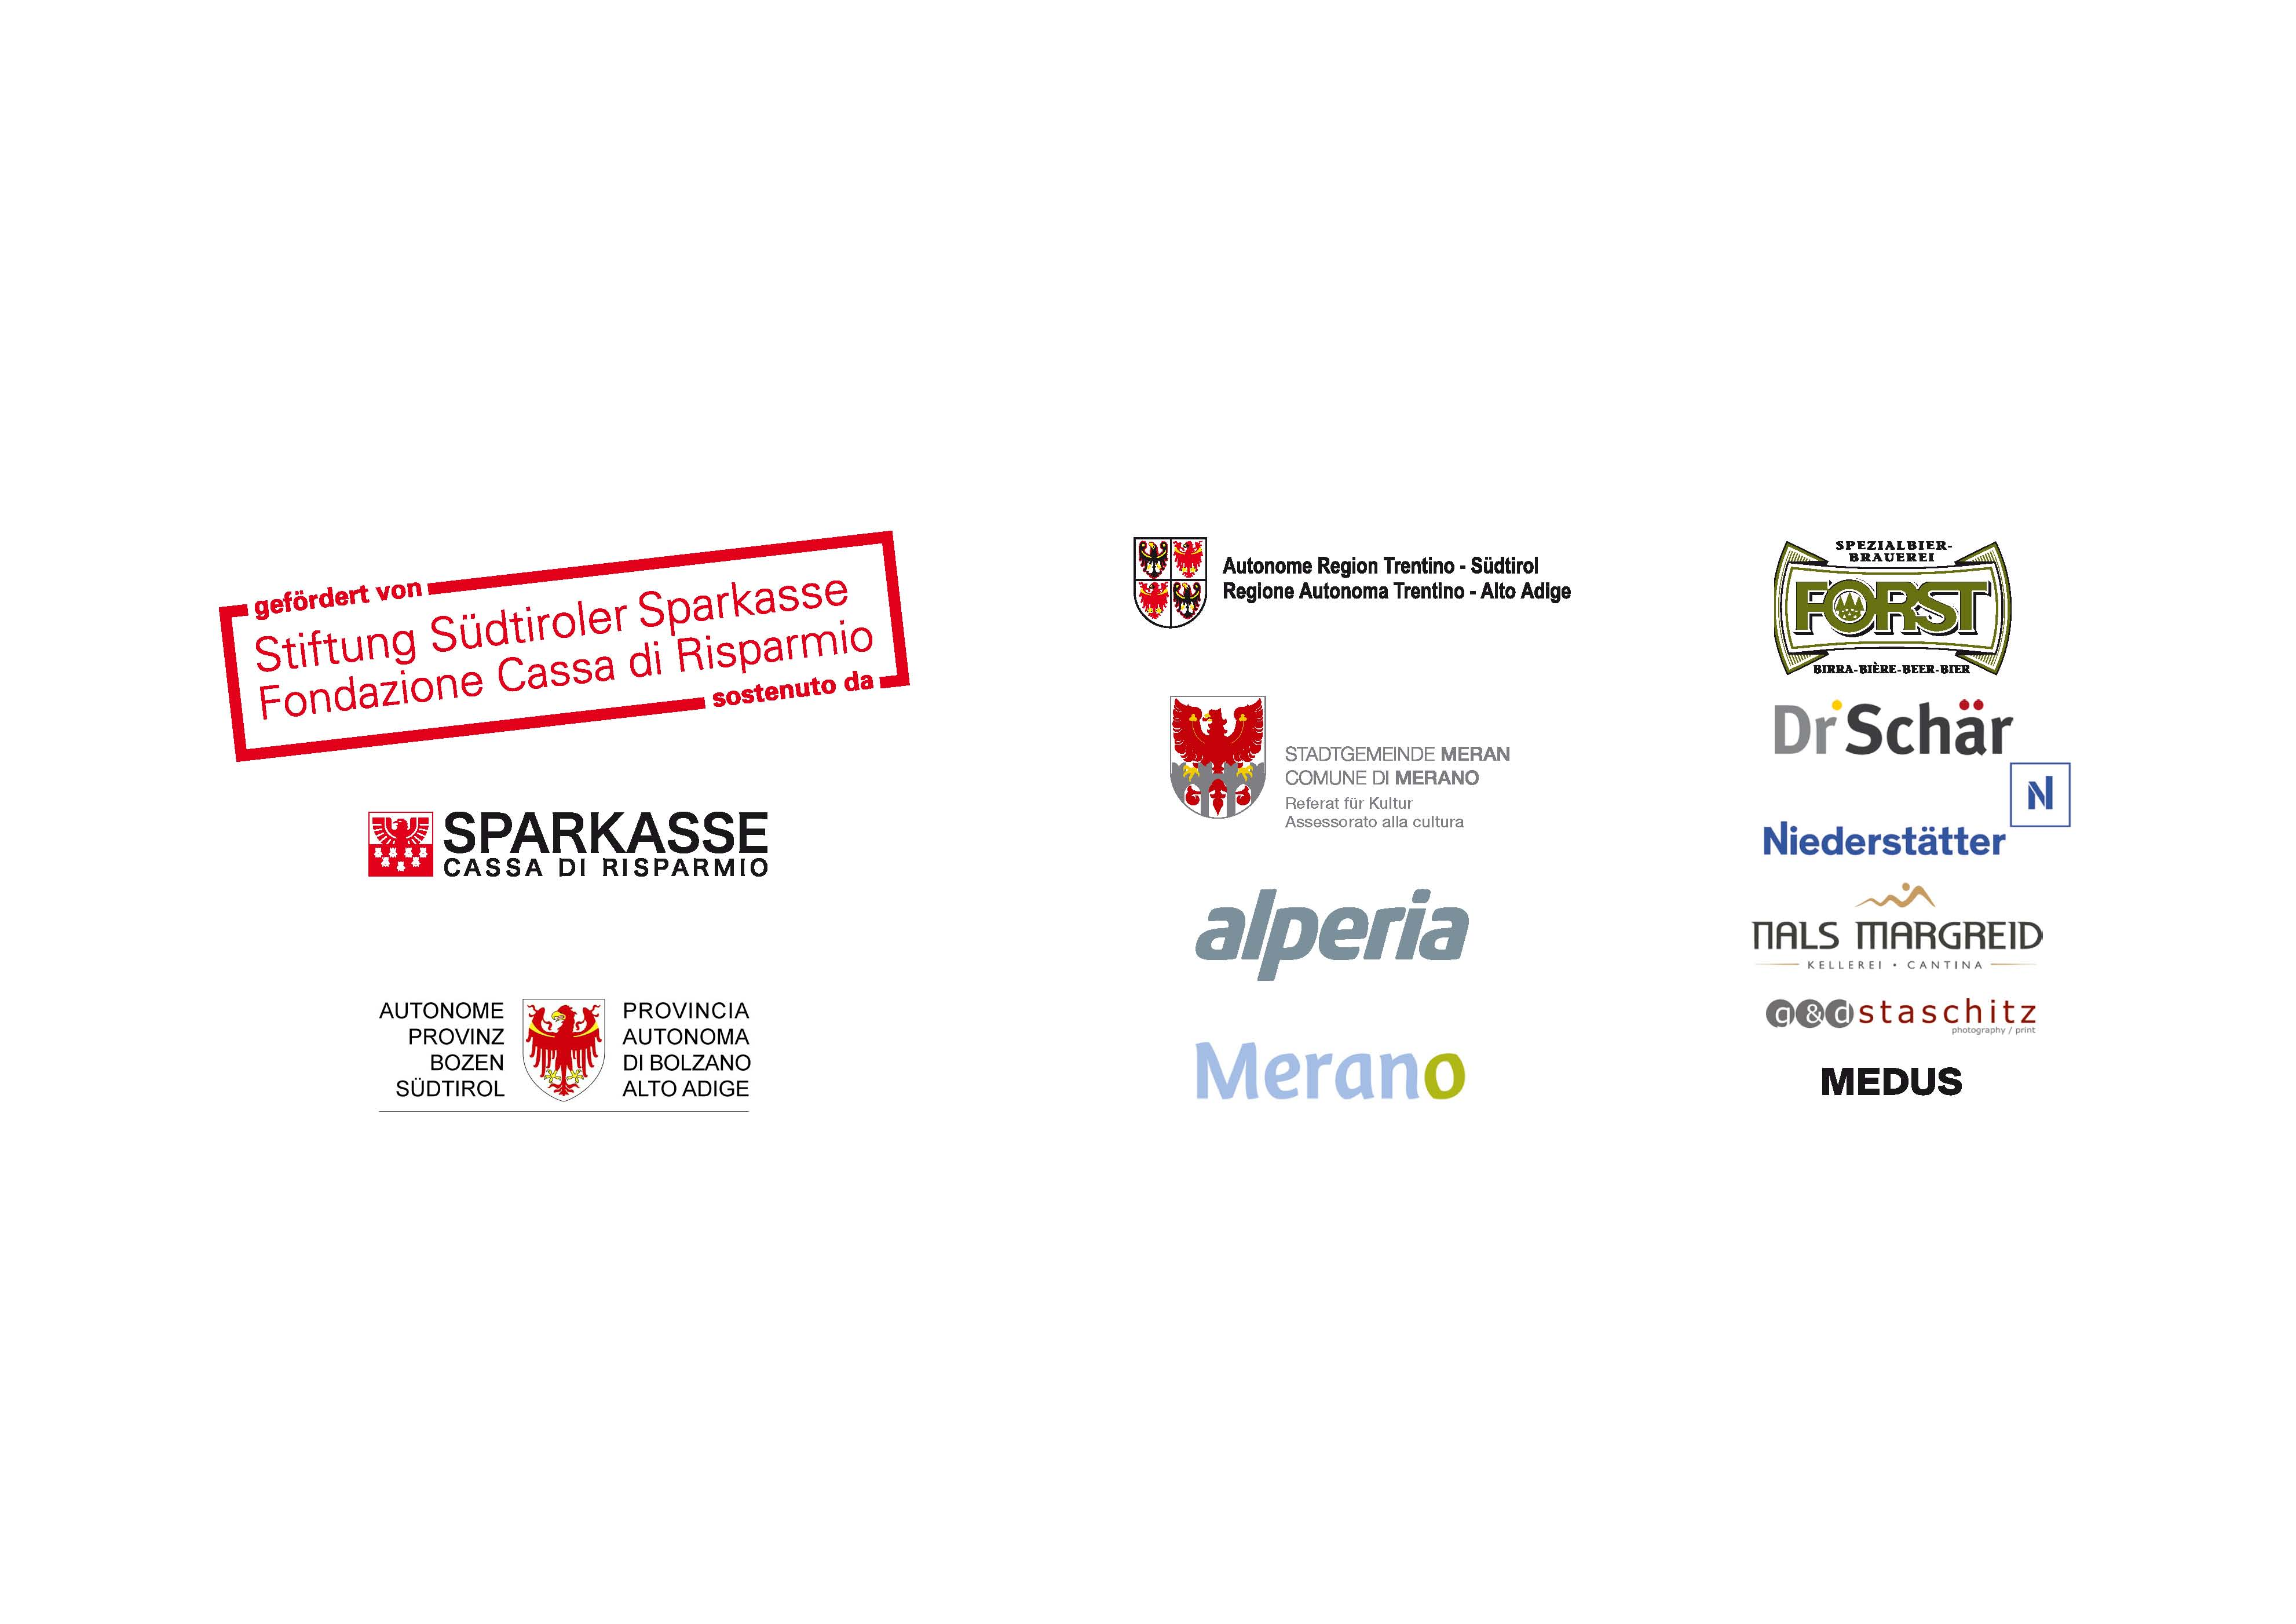 gefördert von
Stiftung Südtiroler Sparkasse
Fondazione Cassa di Risparmio
sostenuto da
SPARKASSE
CASSA DI RISPARMIO
AUTONOME
PROVINZ
BOZEN
SÜDTIROL
PROVINCIA
AUTONOMA
DI BOLZANO
ALTO ADIGE
Autonome Region Trentino - Südtirol
Regione Autonoma Trentino - Alto Adige
STADTGEMEINDE MERAN
COMUNE DI MERANO
Referat für Kultur
Assessorato alla cultura
alperia
Merano
SPEZIALBIER-
BRAUEREI
FORST
BIRRA-BIÈRE-BEER-BIER
Dr Schär
N
Niederstätter
NALS MARGREID
KELLEREI • CANTINA
g&d staschitz
photography / print
MEDUS